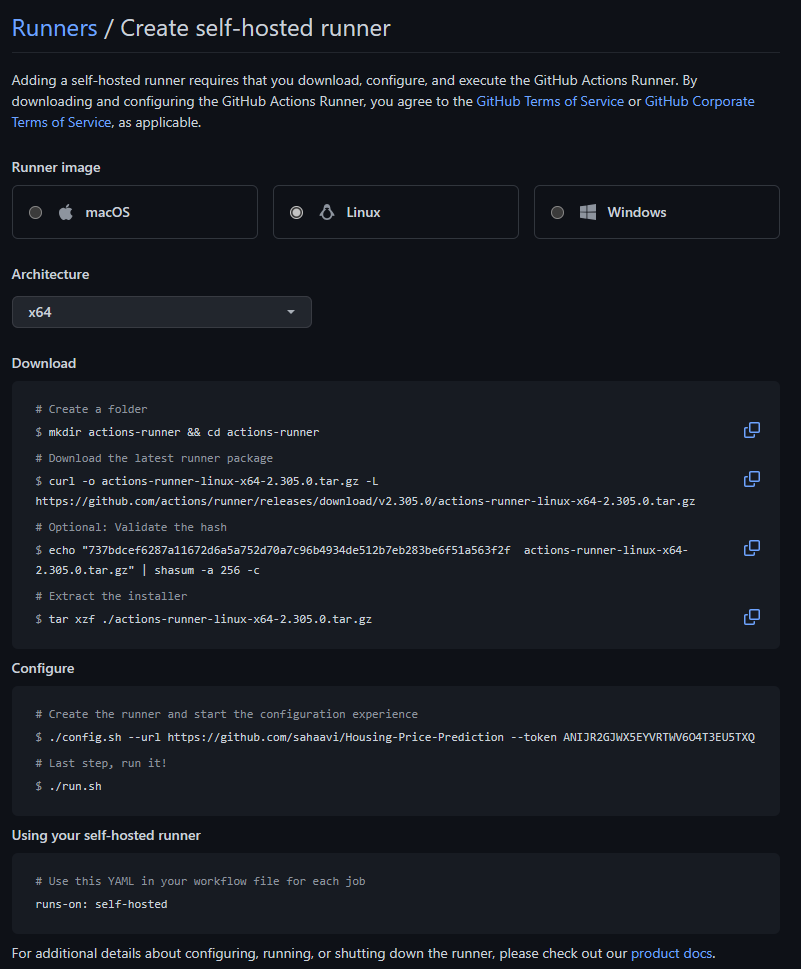 Runners / Create self-hosted runner
Adding a self-hosted runner requires that you download, configure, and execute the GitHub Actions Runner. By
downloading and configuring the GitHub Actions Runner, you agree to the GitHub Terms of Service or GitHub Corporate
Terms of Service, as applicable.
Runner image
macOS
Linux
Windows
Architecture
x64
Download
# Create a folder
$ mkdir actions-runner && cd actions-runner
# Download the latest runner package
$ curl -o actions-runner-linux-x64-2.305.0.tar.gz -L
https://github.com/actions/runner/releases/download/v2.305.0/actions-runner-linux-x64-2.305.0.tar.gz
# Optional: Validate the hash
$ echo "737bdcef6287a11672d6a5a752d70a7c96b4934de512b7eb283be6f51a563f2f  actions-runner-linux-x64-
2.305.0.tar.gz" | shasum -a 256 -c
# Extract the installer
$ tar xzf ./actions-runner-linux-x64-2.305.0.tar.gz
Configure
# Create the runner and start the configuration experience
$ ./config.sh --url https://github.com/sahaavi/Housing-Price-Prediction --token ANIJR2GJWX5EYVRTWV6O4T3EU5TXQ
# Last step, run it!
$ ./run.sh
Using your self-hosted runner
# Use this YAML in your workflow file for each job
runs-on: self-hosted
For additional details about configuring, running, or shutting down the runner, please check out our product docs.